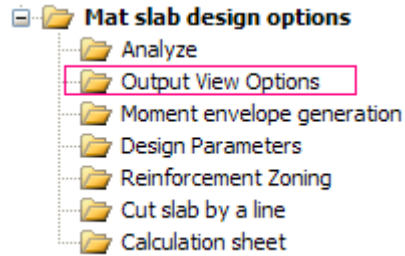 Mat slab design options
Analyze
Output View Options
Moment envelope generation
Design Parameters
Reinforcement Zoning
Cut slab by a line
Calculation sheet